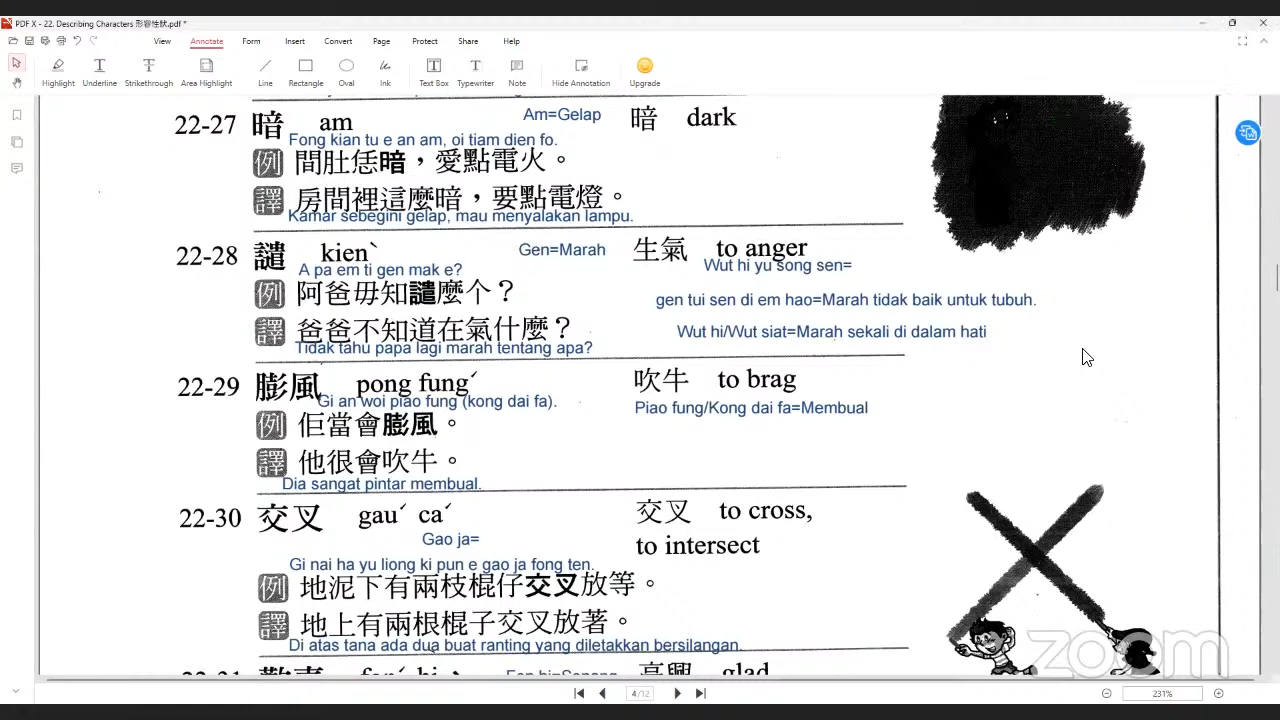 PDF X - 22. Describing Characters 形容性狀.pdf *
View Annotate Form Insert Convert Page Protect Share Help
Highlight Underline Strikethrough Area Highlight Line Rectangle Oval Ink Text Box Typewriter Note Hide Annotation Upgrade
22-27 暗 am Am=Gelap 暗 dark
Fong kian tu e an am, oi tiam dien fo.
例 間肚恁暗，愛點電火。
譯 房間裡這麼暗，要點電燈。
Kamar sebegini gelap, mau menyalakan lampu.
22-28 譴 kienˋ Gen=Marah 生氣 to anger
Wut hi yu song sen=
A pa em ti gen mak e?
例 阿爸毋知譴麼个？
gen tui sen di em hao=Marah tidak baik untuk tubuh.
譯 爸爸不知道在氣什麼？
Wut hi/Wut siat=Marah sekali di dalam hati
Tidak tahu papa lagi marah tentang apa?
22-29 膨風 pong fungˊ 吹牛 to brag
Gi an woi piao fung (kong dai fa).
Piao fung/Kong dai fa=Membual
例 佢當會膨風。
譯 他很會吹牛。
Dia sangat pintar membual.
22-30 交叉 gauˊ caˊ 交叉 to cross,
Gao ja=
to intersect
Gi nai ha yu liong ki pun e gao ja fong ten.
例 地泥下有兩枝棍仔交叉放等。
譯 地上有兩根棍子交叉放著。
Di atas tana ada dua buat ranting yang diletakkan bersilangan.
zoom
4/12
231%